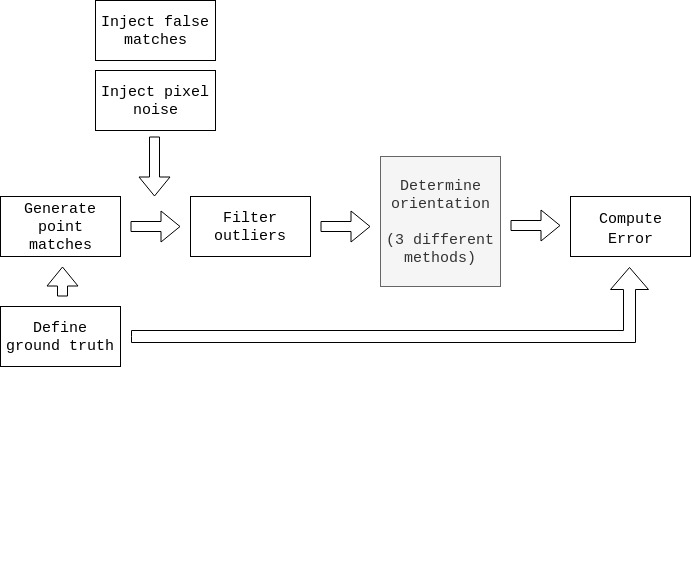 Inject false
matches
Inject pixel
noise
Generate
point
matches
Filter
outliers
Determine
orientation
(3 different
methods)
Compute
Error
Define
ground truth